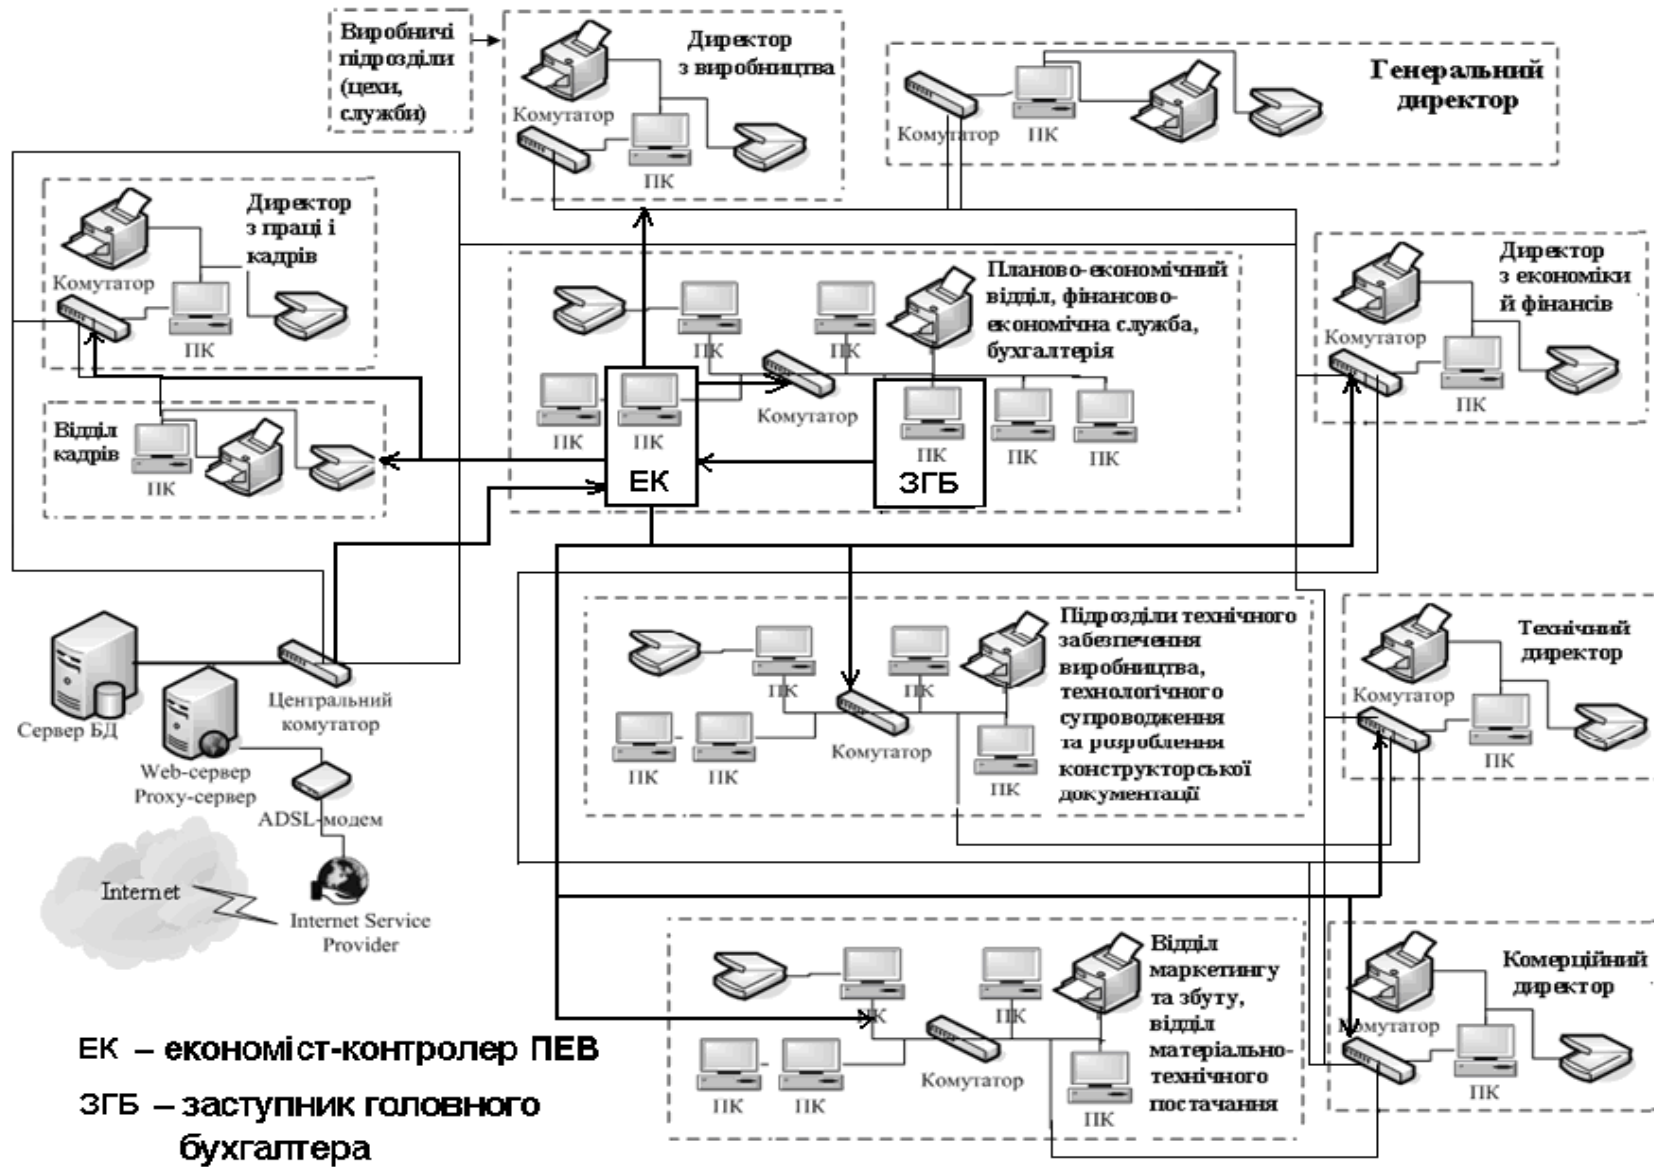 Виробничі
підрозділи
(цехи,
служби)
Директор
з виробництва
Комутатор
ПК
Генеральний
директор
Комутатор
ПК
Директор
з праці і
кадрів
Комутатор
ПК
Відділ
кадрів
ПК
Планово-економічний
відділ, фінансово-
економічна служба,
бухгалтерія
ПК
ПК
Комутатор
ПК
ПК
ПК
ПК
ПК
ЕК
ЗГБ
Директор
з економіки
й фінансів
Комутатор
ПК
Сервер БД
Центральний
комутатор
Web-сервер
Proxy-сервер
ADSL-модем
Internet
Internet Service
Provider
Підрозділи технічного
забезпечення
виробництва,
технологічного
супроводження
та розроблення
конструкторської
документації
ПК
ПК
Комутатор
ПК
ПК
ПК
Технічний
директор
Комутатор
ПК
Відділ
маркетингу
та збуту,
відділ
матеріально-
технічного
постачання
ПК
ПК
Комутатор
ПК
ПК
ПК
Комерційний
директор
Комутатор
ПК
ЕК – економіст-контролер ПЕВ
ЗГБ – заступник головного
бухгалтера